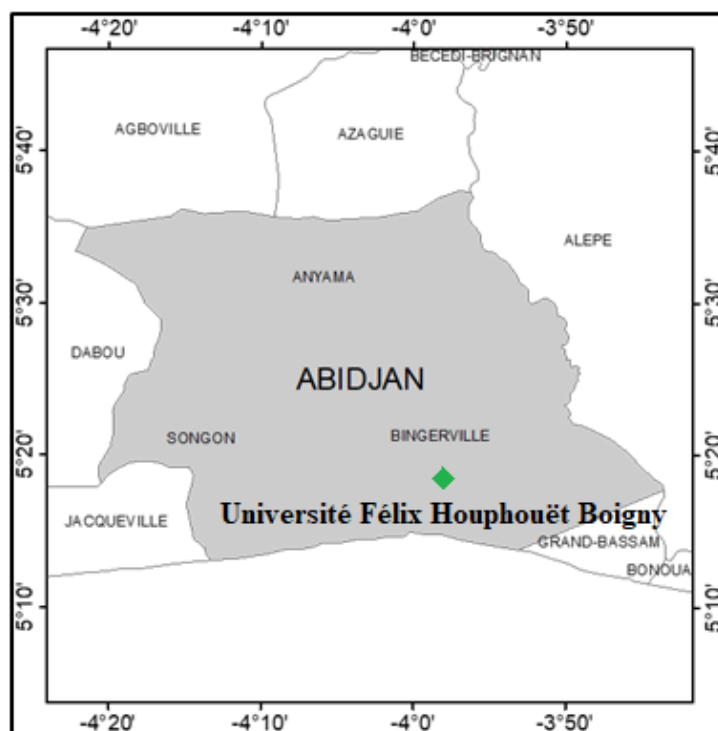 -4°20' -4°10' -4°0' -3°50'
BÉCÉDI-BRIGNAN
AGBOVILLE
AZAGUIE
5°40' 5°40'
ALEPE
ANYAMA
5°30' 5°30'
DABOU
ABIDJAN
SONGON
BINGERVILLE
5°20' 5°20'
Université Félix Houphouët Boigny
JACQUEVILLE
GRAND-BASSAM
BONOUA
5°10' 5°10'
-4°20' -4°10' -4°0' -3°50'